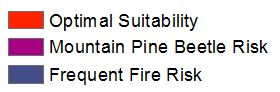 Optimal Suitability
Mountain Pine Beetle Risk
Frequent Fire Risk